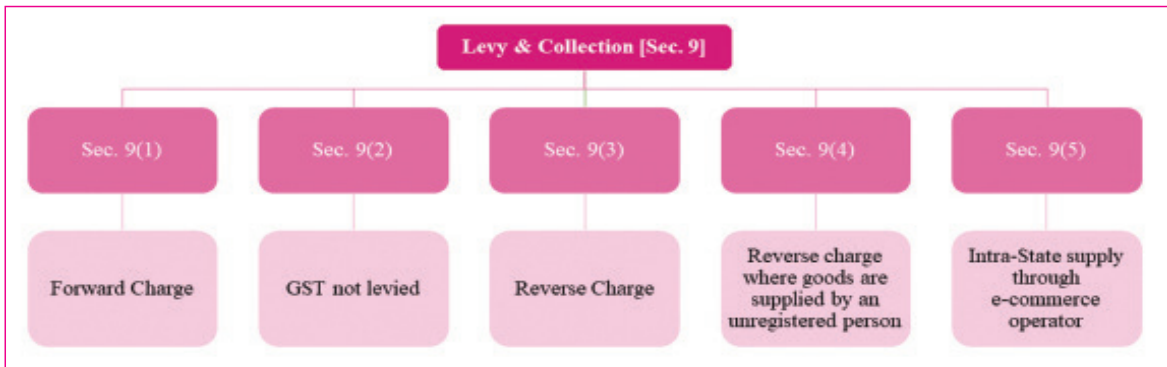 Levy & Collection [Sec. 9]
Sec. 9(1)
Sec. 9(2)
Sec. 9(3)
Sec. 9(4)
Sec. 9(5)
Forward Charge
GST not levied
Reverse Charge
Reverse charge
where goods are
supplied by an
unregistered person
Intra-State supply
through
e-commerce
operator